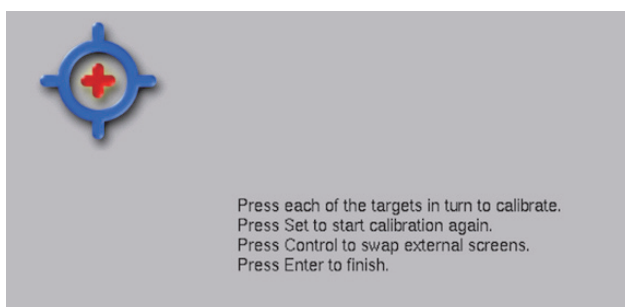 Press each of the targets in turn to calibrate.
Press Set to start calibration again.
Press Control to swap external screens.
Press Enter to finish.